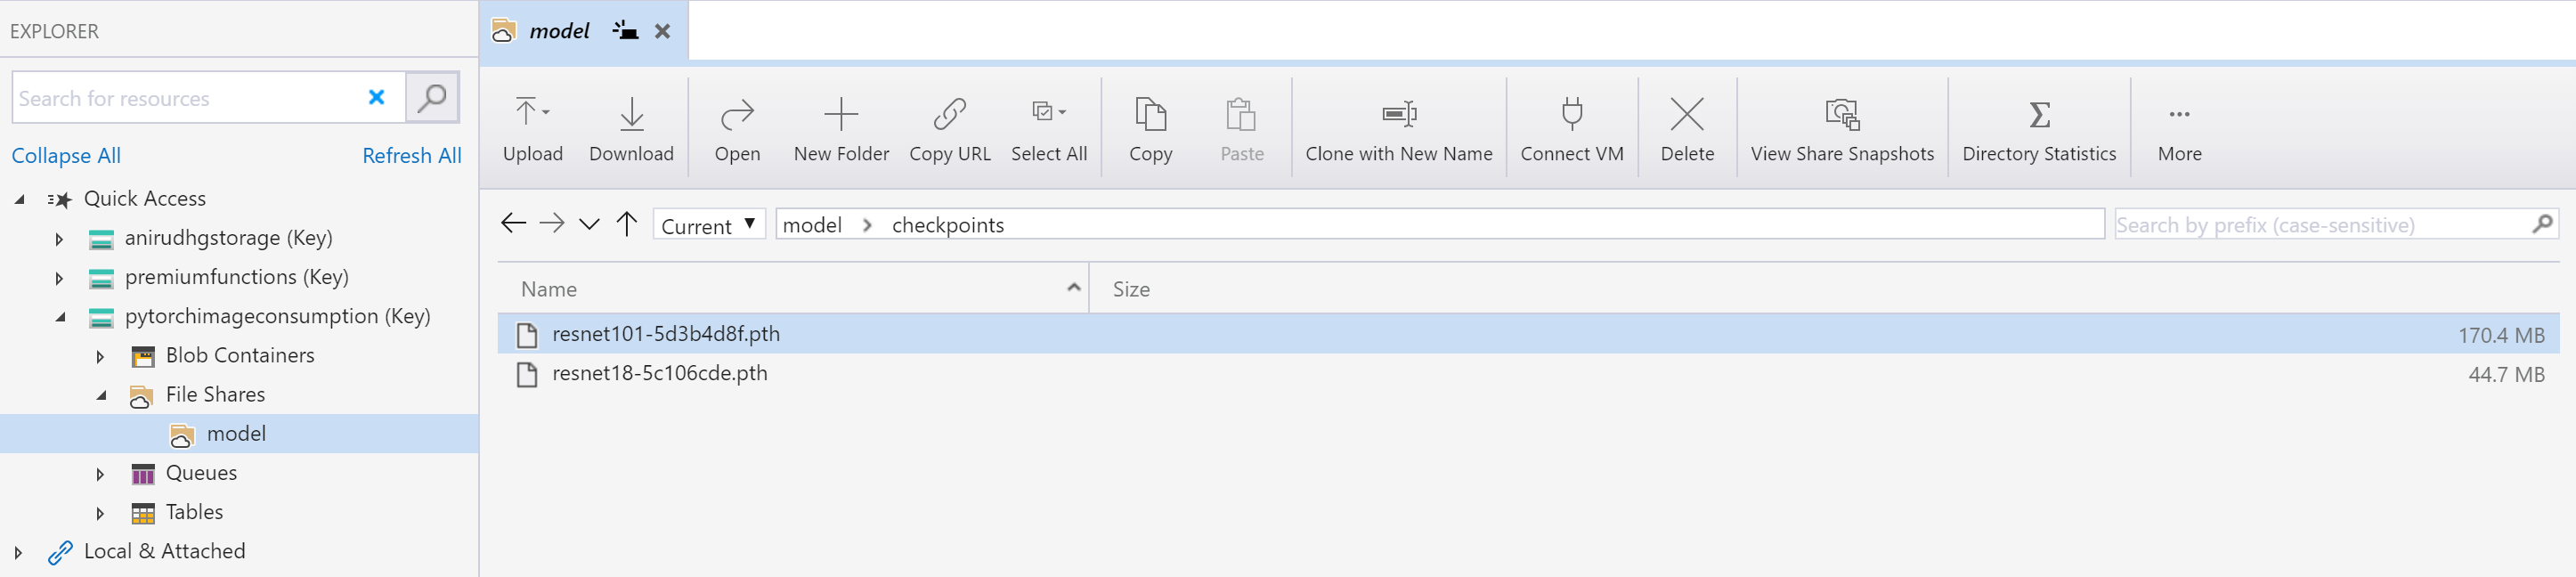 EXPLORER
Search for resources
Collapse All
Refresh All
Quick Access
anirudhgstorage (Key)
premiumfunctions (Key)
pytorchimageconsumption (Key)
Blob Containers
File Shares
model
Queues
Tables
Local & Attached
model
Upload
Download
Open
New Folder
Copy URL
Select All
Copy
Paste
Clone with New Name
Connect VM
Delete
View Share Snapshots
Directory Statistics
More
Current
model
checkpoints
Search by prefix (case-sensitive)
Name
Size
resnet101-5d3b4d8f.pth
170.4 MB
resnet18-5c106cde.pth
44.7 MB